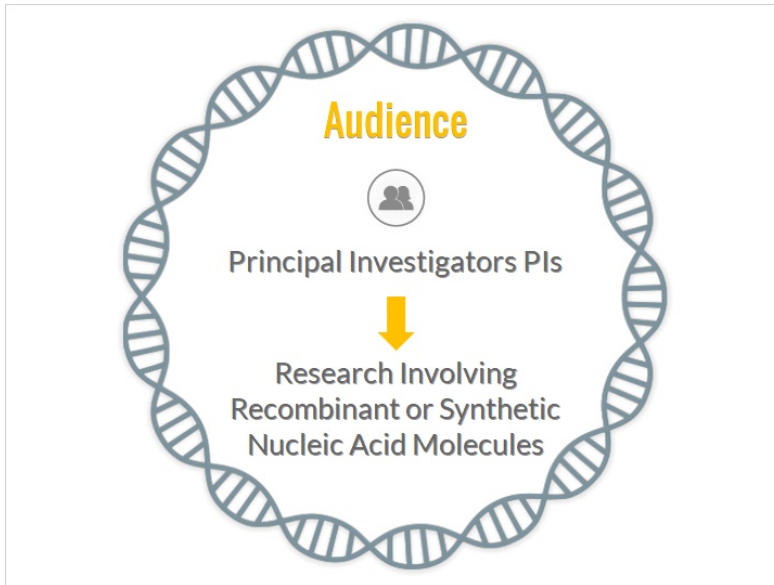 Audience
Principal Investigators PIs
Research Involving
Recombinant or Synthetic
Nucleic Acid Molecules